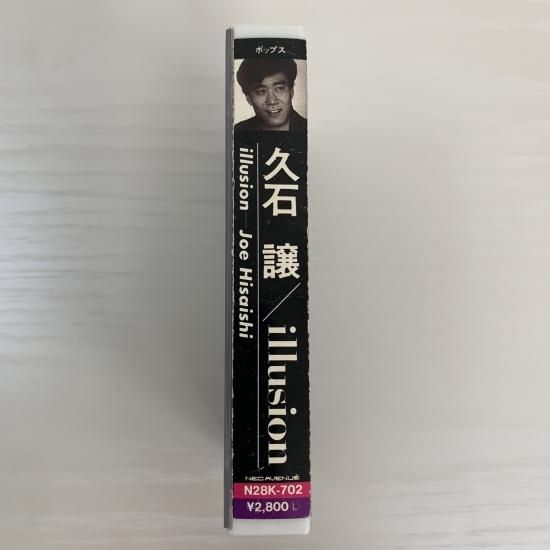 ポップス
久石 譲/illusion
illusion—Joe Hisaishi
NEC AVENUE
N28K-702
¥2,800 L